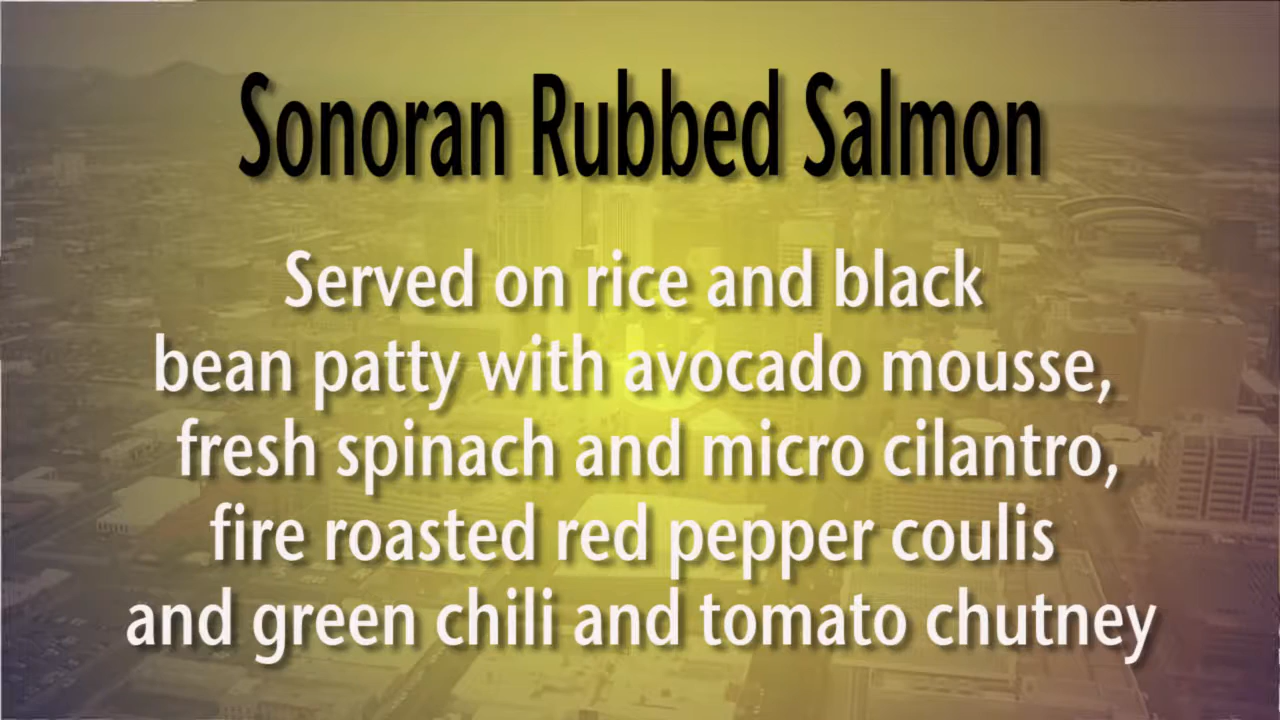 Sonoran Rubbed Salmon
Served on rice and black
bean patty with avocado mousse,
fresh spinach and micro cilantro,
fire roasted red pepper coulis
and green chili and tomato chutney